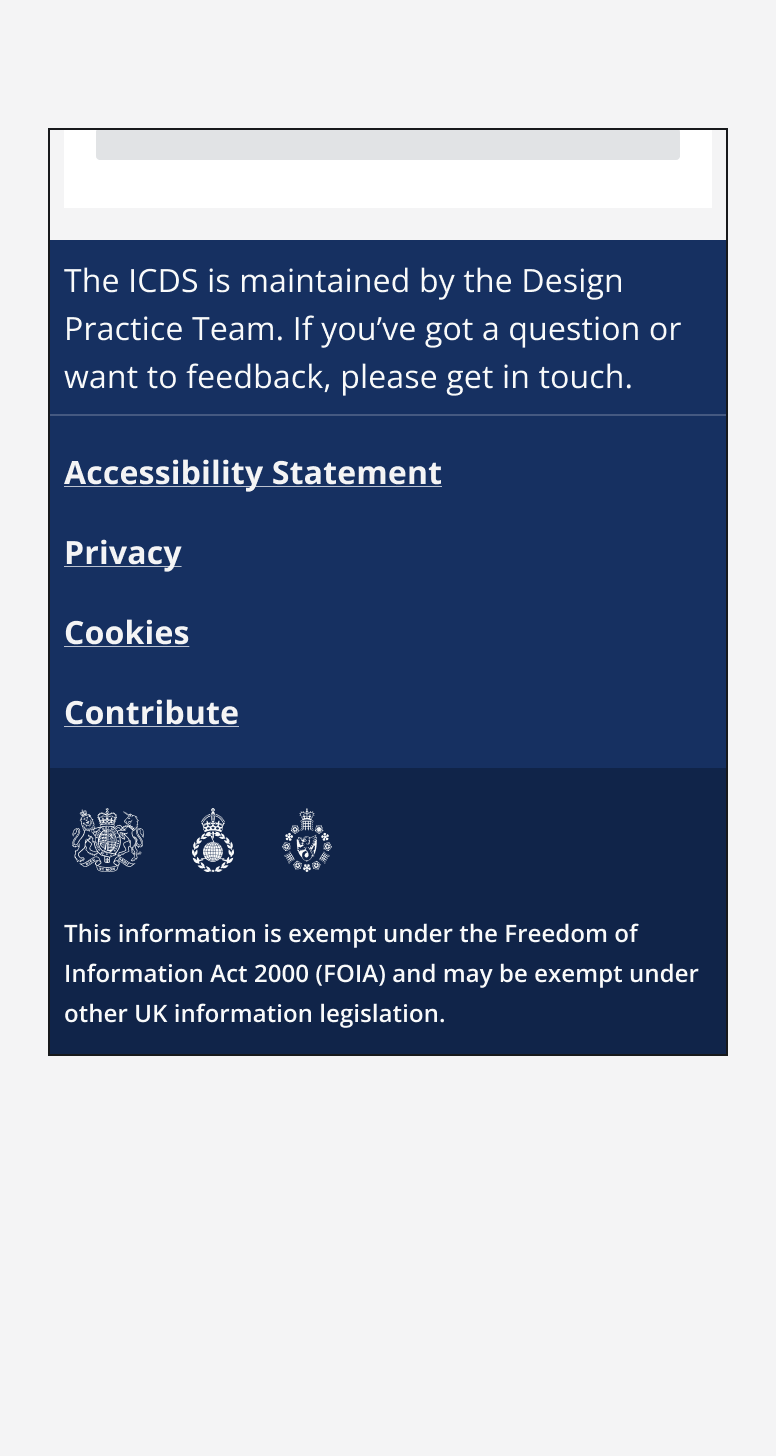 The ICDS is maintained by the Design
Practice Team. If you’ve got a question or
want to feedback, please get in touch.
Accessibility Statement
Privacy
Cookies
Contribute
This information is exempt under the Freedom of
Information Act 2000 (FOIA) and may be exempt under
other UK information legislation.